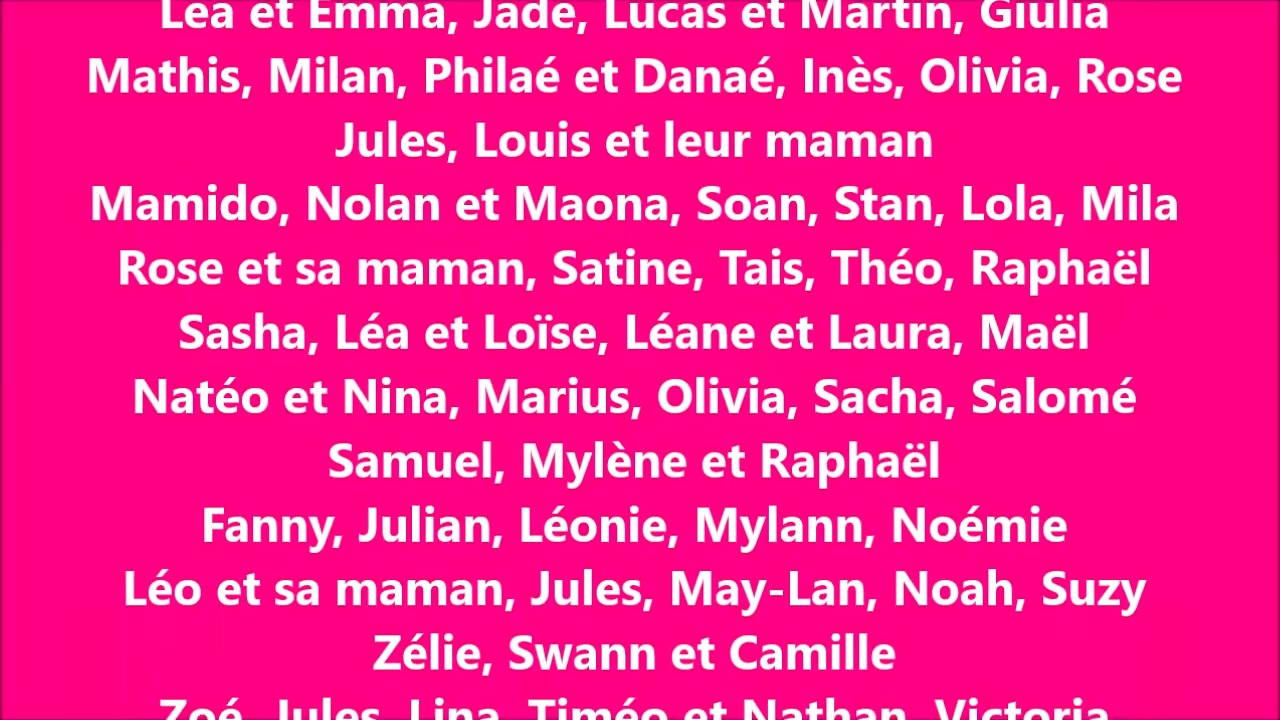 Léa et Emma, Jade, Lucas et Martin, Giulia
Mathis, Milan, Philaé et Danaé, Inès, Olivia, Rose
Jules, Louis et leur maman
Mamido, Nolan et Maona, Soan, Stan, Lola, Mila
Rose et sa maman, Satine, Tais, Théo, Raphaël
Sasha, Léa et Loïse, Léane et Laura, Maël
Natéo et Nina, Marius, Olivia, Sacha, Salomé
Samuel, Mylène et Raphaël
Fanny, Julian, Léonie, Mylann, Noémie
Léo et sa maman, Jules, May-Lan, Noah, Suzy
Zélie, Swann et Camille
Zoé, Jules, Lina, Timéo et Nathan, Victoria